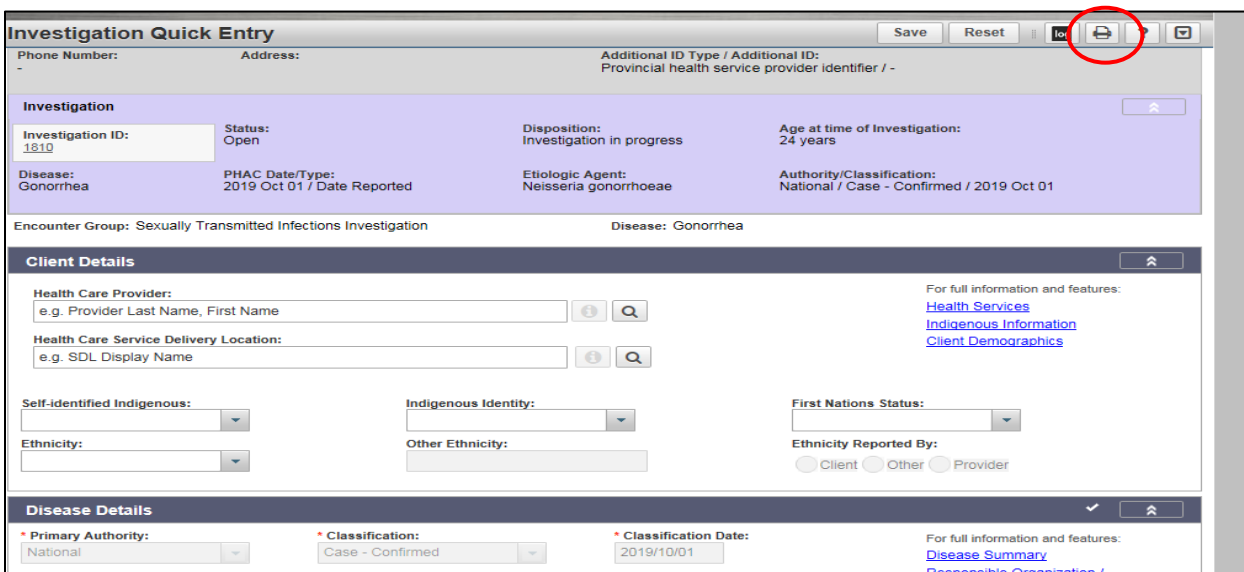 Investigation Quick Entry Save Reset log ?
Phone Number: Address: Additional ID Type / Additional ID:
- Provincial health service provider identifier / -
Investigation
Investigation ID: Status: Disposition: Age at time of Investigation:
1810 Open Investigation in progress 24 years
Disease: PHAC Date/Type: Etiologic Agent: Authority/Classification:
Gonorrhea 2019 Oct 01 / Date Reported Neisseria gonorrhoeae National / Case - Confirmed / 2019 Oct 01
Encounter Group: Sexually Transmitted Infections Investigation Disease: Gonorrhea
Client Details
Health Care Provider: For full information and features:
e.g. Provider Last Name, First Name Health Services
Indigenous Information
Health Care Service Delivery Location: Client Demographics
e.g. SDL Display Name
Self-identified Indigenous: Indigenous Identity: First Nations Status:
Ethnicity: Other Ethnicity: Ethnicity Reported By:
Client Other Provider
Disease Details
* Primary Authority: * Classification: * Classification Date: For full information and features:
National Case - Confirmed 2019/10/01 Disease Summary
Responsible Organization /